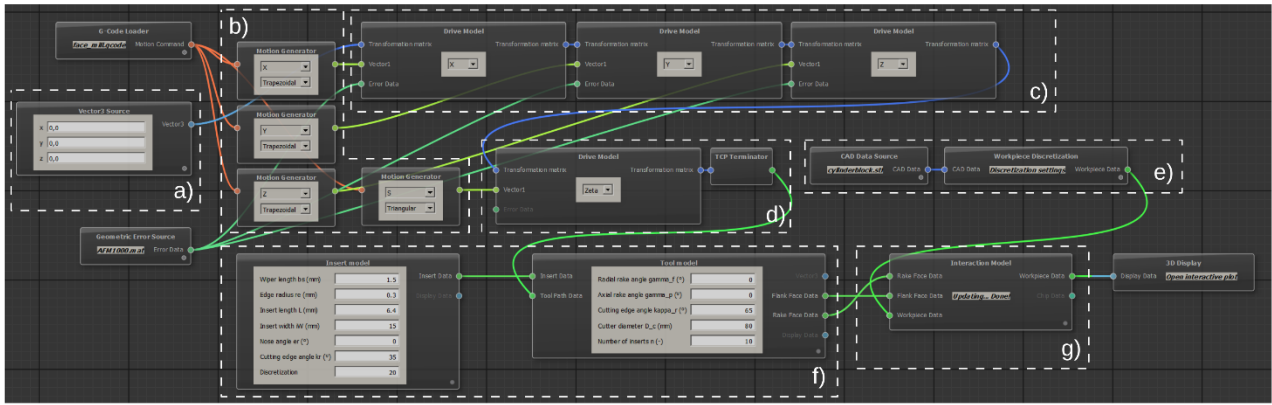 G-Code Loader
face_mill.gcode Motion Command
a)
Vector3 Source
Vector3
x 0,0
y 0,0
z 0,0
Geometric Error Source
AFM1000.mat Error Data
b)
Motion Generator
X
Trapezoidal
Motion Generator
Y
Trapezoidal
Motion Generator
Z
Trapezoidal
Motion Generator
S
Triangular
c)
Drive Model
Transformation matrix Transformation matrix
Vector1 X
Error Data
Drive Model
Transformation matrix Transformation matrix
Vector1 Y
Error Data
Drive Model
Transformation matrix Transformation matrix
Vector1 Z
Error Data
d)
Drive Model
Transformation matrix Transformation matrix
Vector1 Zeta
Error Data
TCP Terminator
e)
CAD Data Source
cylinderblock.st CAD Data
Workpiece Discretization
CAD Data Discretization settings Workpiece Data
f)
Insert model
Wiper length bs (mm) 1.5
Edge radius re (mm) 0.3
Insert length L (mm) 6.4
Insert width iW (mm) 15
Nose angle er (°) 0
Cutting edge angle kr (°) 35
Discretization 20
Insert Data
Display Data
Tool model
Insert Data
Tool Path Data
Radial rake angle gamma_f (°) 0
Axial rake angle gamma_p (°) 0
Cutting edge angle kappa_r (°) 65
Cutter diameter D_c (mm) 80
Number of inserts n (-) 10
Flank Face Data
Rake Face Data
Display Data
g)
Interaction Model
Rake Face Data Workpiece Data
Flank Face Data Updating... Done!
Workpiece Data
3D Display
Display Data Open interactive plot